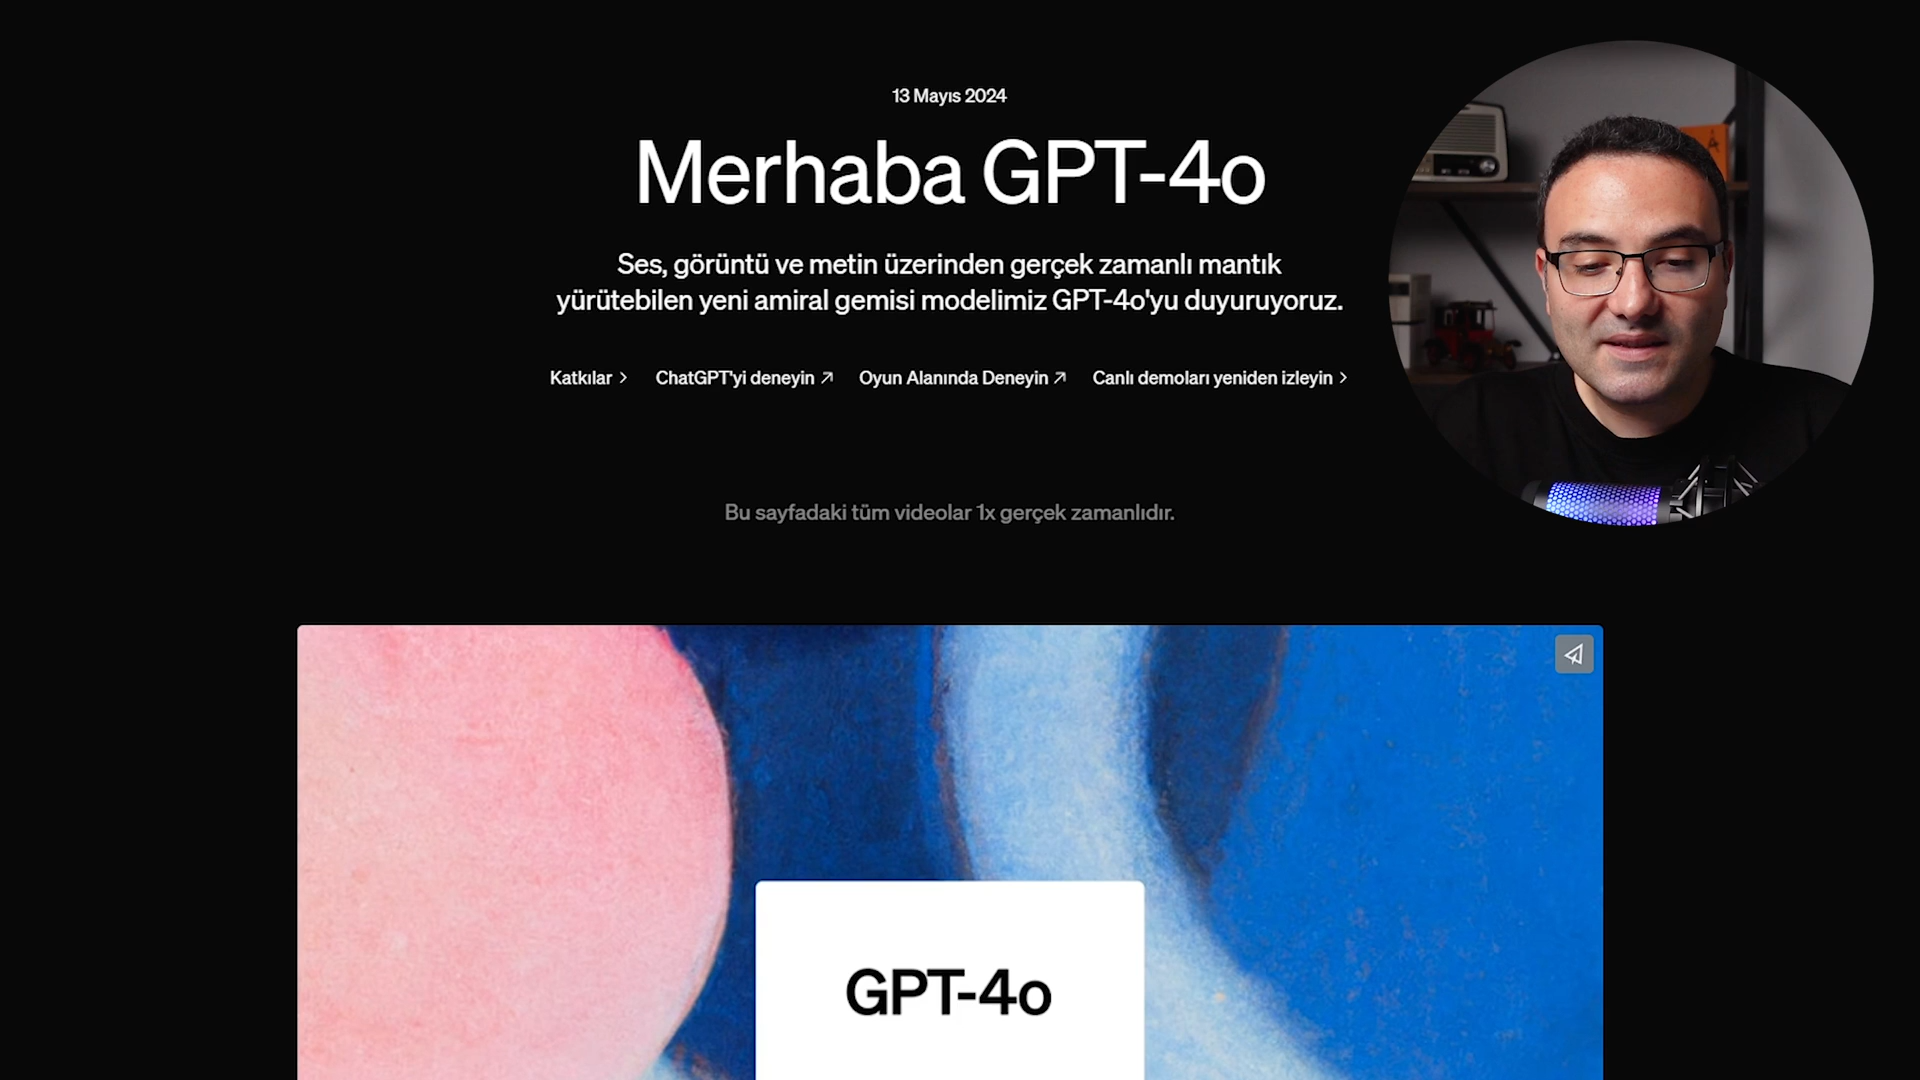 13 Mayıs 2024
Merhaba GPT-4o
Ses, görüntü ve metin üzerinden gerçek zamanlı mantık
yürütebilen yeni amiral gemisi modelimiz GPT-4o'yu duyuruyoruz.
Katkılar > ChatGPT'yi deneyin ↗ Oyun Alanında Deneyin ↗ Canlı demoları yeniden izleyin >
Bu sayfadaki tüm videolar 1x gerçek zamanlıdır.
GPT-4o